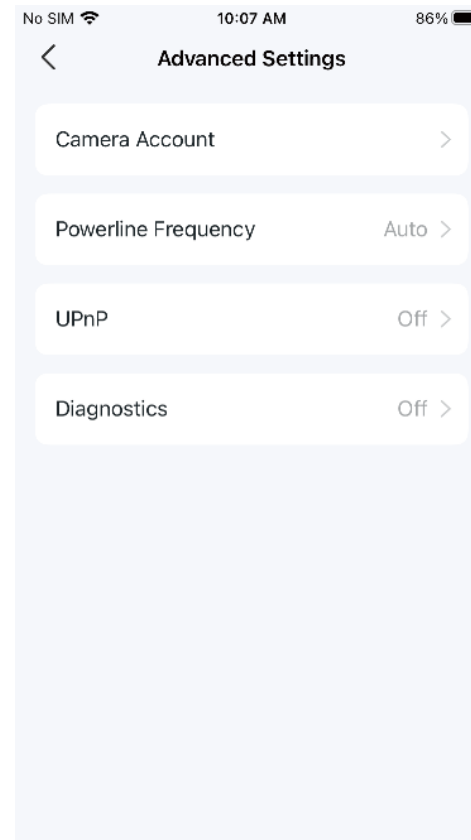 No SIM 10:07 AM 86%
Advanced Settings
Camera Account
Powerline Frequency Auto
UPnP Off
Diagnostics Off